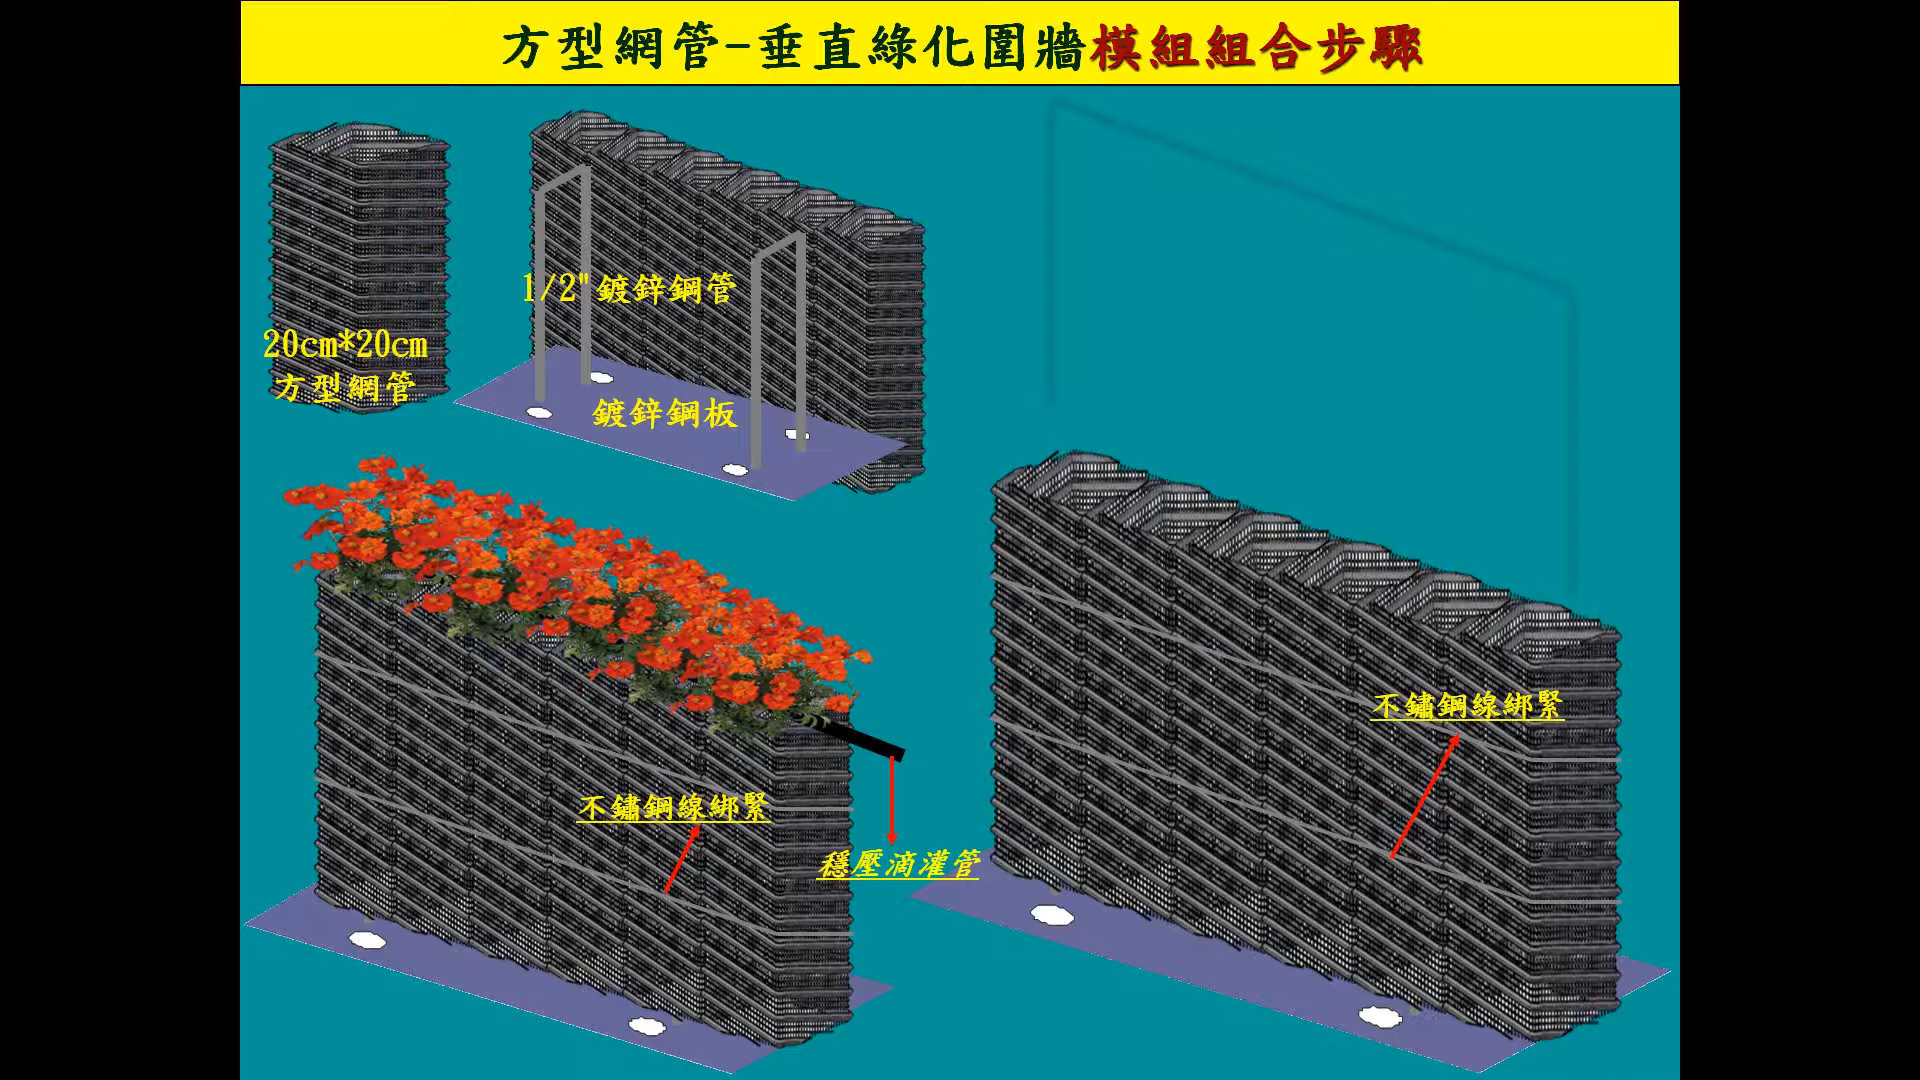 方型網管-垂直綠化圍牆模組組合步驟
1/2"鍍鋅鋼管
20cm*20cm
方型網管
鍍鋅鋼板
不鏽鋼線綁緊
不鏽鋼線綁緊
穩壓滴灌管